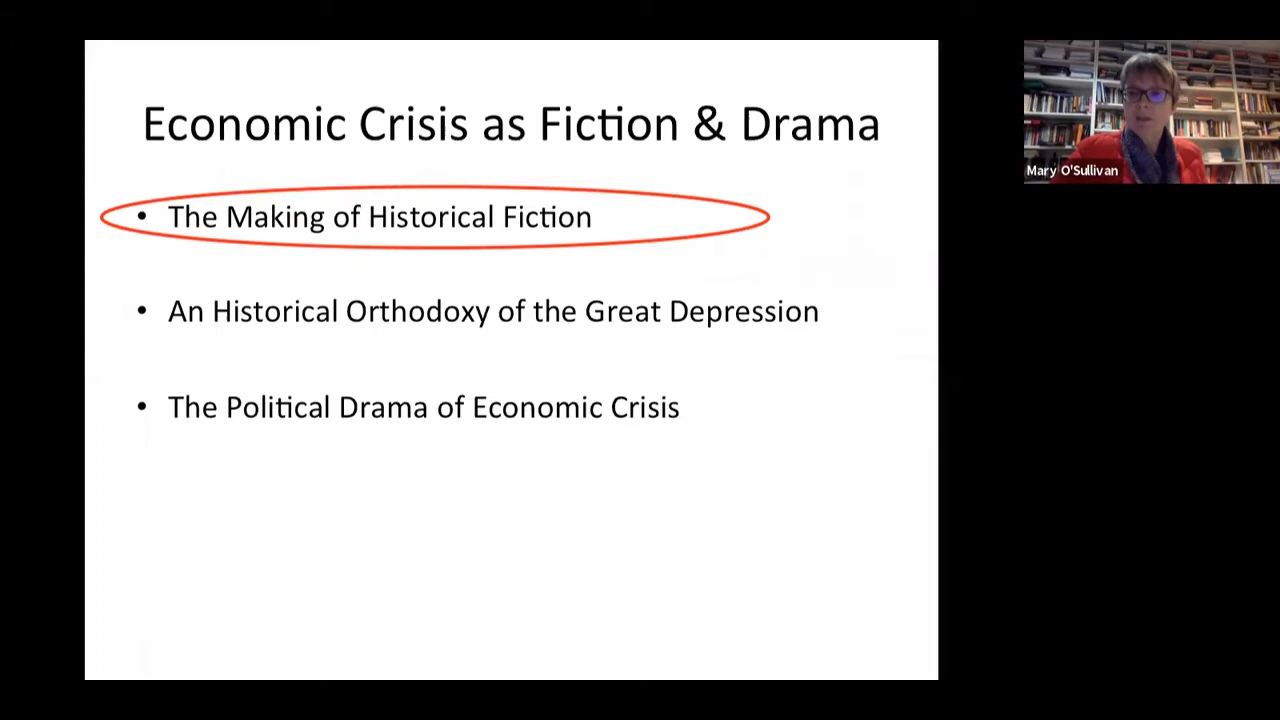 Economic Crisis as Fiction & Drama
• The Making of Historical Fiction
• An Historical Orthodoxy of the Great Depression
• The Political Drama of Economic Crisis
Mary O'Sullivan